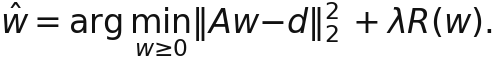 ŵ = arg min_{w≥0} ‖Aw−d‖₂² + λR(w).